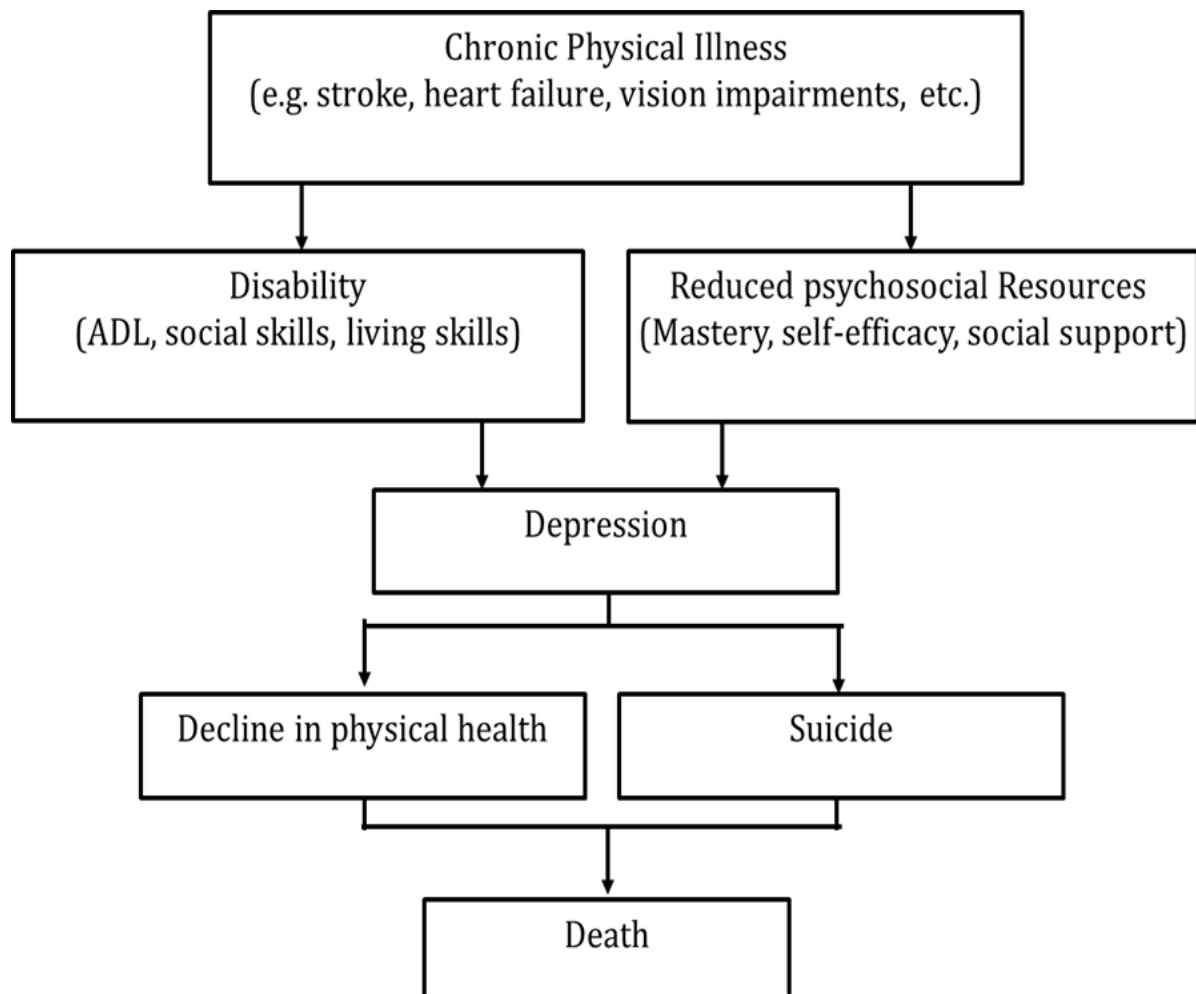 Chronic Physical Illness
(e.g. stroke, heart failure, vision impairments, etc.)
Disability
(ADL, social skills, living skills)
Reduced psychosocial Resources
(Mastery, self-efficacy, social support)
Depression
Decline in physical health
Suicide
Death